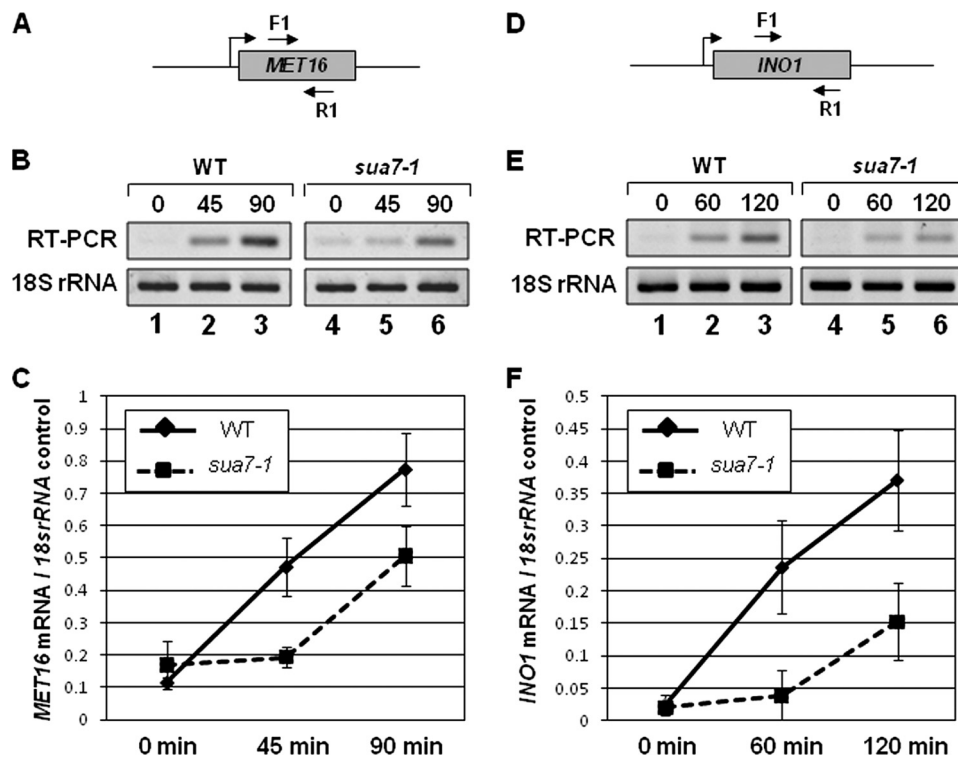 A
F1
MET16
R1
B
WT
sua7-1
0 45 90 0 45 90
RT-PCR
18S rRNA
1 2 3 4 5 6
C
MET16 mRNA / 18srRNA control
1
0.9
0.8
0.7
0.6
0.5
0.4
0.3
0.2
0.1
0
WT
sua7-1
0 min 45 min 90 min
D
F1
INO1
R1
E
WT
sua7-1
0 60 120 0 60 120
RT-PCR
18S rRNA
1 2 3 4 5 6
F
INO1 mRNA / 18srRNA control
0.5
0.45
0.4
0.35
0.3
0.25
0.2
0.15
0.1
0.05
0
WT
sua7-1
0 min 60 min 120 min